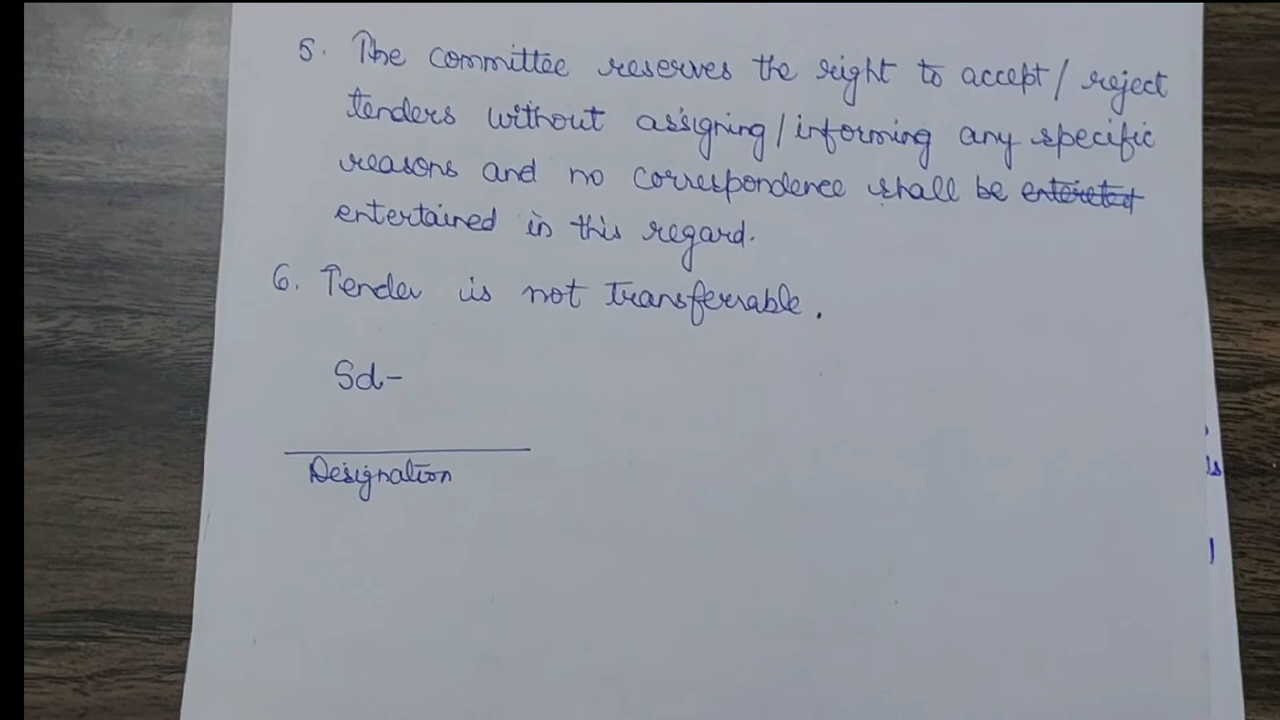 5. The committee reserves the right to accept/ reject
tenders without assigning/informing any specific
reasons and no correspondence shall be
entertained in this regard.
6. Tender is not transferrable.
Sd-
Designation